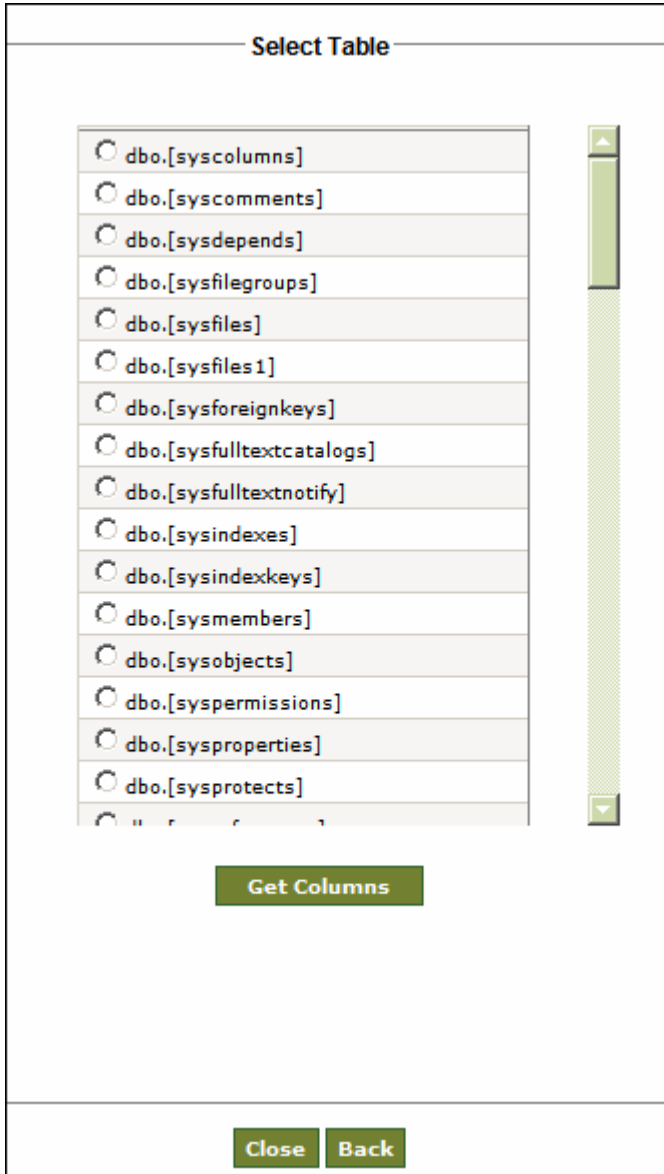 Select Table
dbo.[syscolumns]
dbo.[syscomments]
dbo.[sysdepends]
dbo.[sysfilegroups]
dbo.[sysfiles]
dbo.[sysfiles1]
dbo.[sysforeignkeys]
dbo.[sysfulltextcatalogs]
dbo.[sysfulltextnotify]
dbo.[sysindexes]
dbo.[sysindexkeys]
dbo.[sysmembers]
dbo.[sysobjects]
dbo.[syspermissions]
dbo.[sysproperties]
dbo.[sysprotects]
Get Columns
Close Back